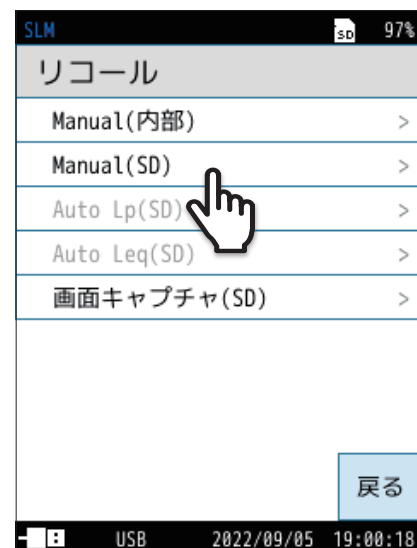 SLM SD 97%
リコール
Manual(内部) >
Manual(SD) >
Auto Lp(SD) >
Auto Leq(SD) >
画面キャプチャ(SD) >
戻る
USB 2022/09/05 19:00:18